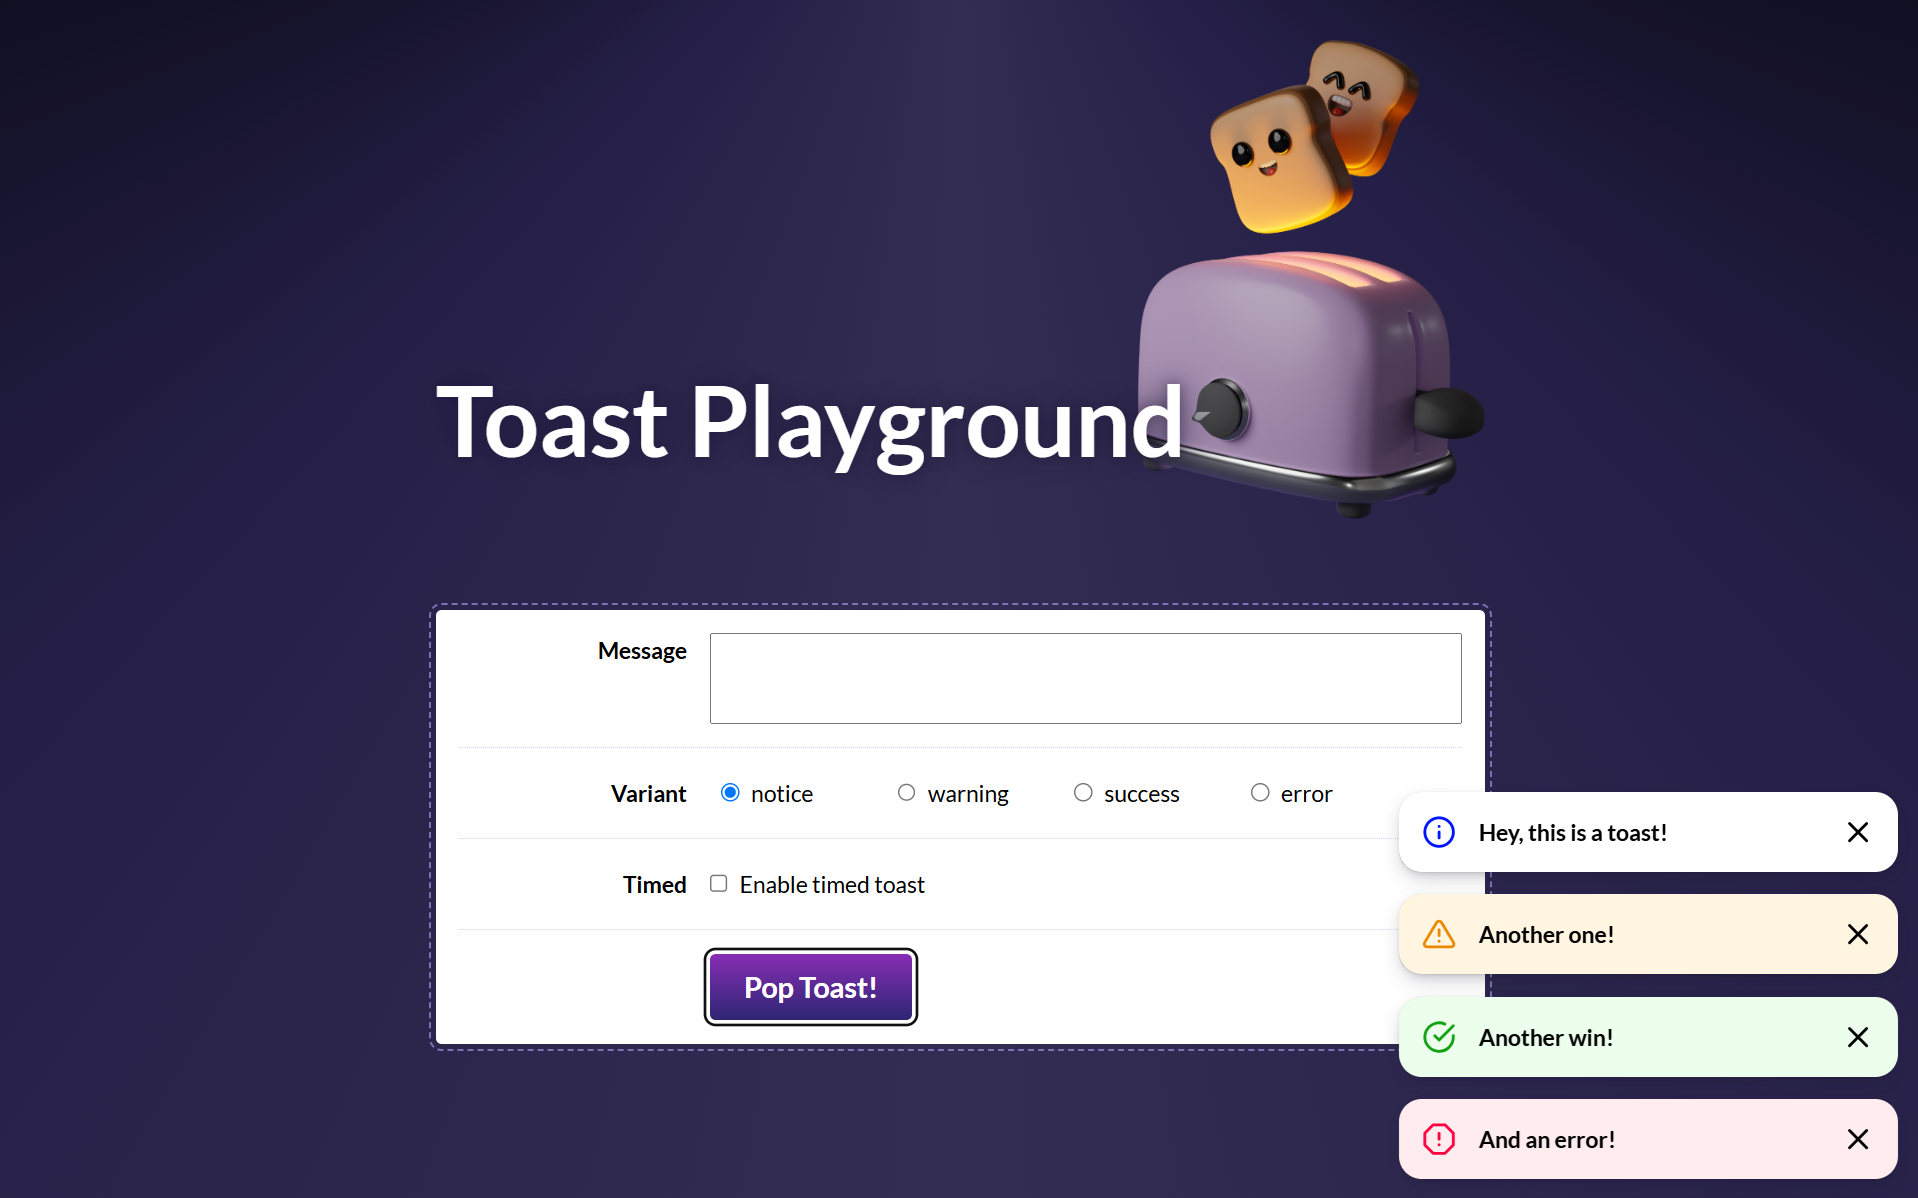 Toast Playground
Message
Variant
notice
warning
success
error
Timed
Enable timed toast
Pop Toast!
Hey, this is a toast!
Another one!
Another win!
And an error!